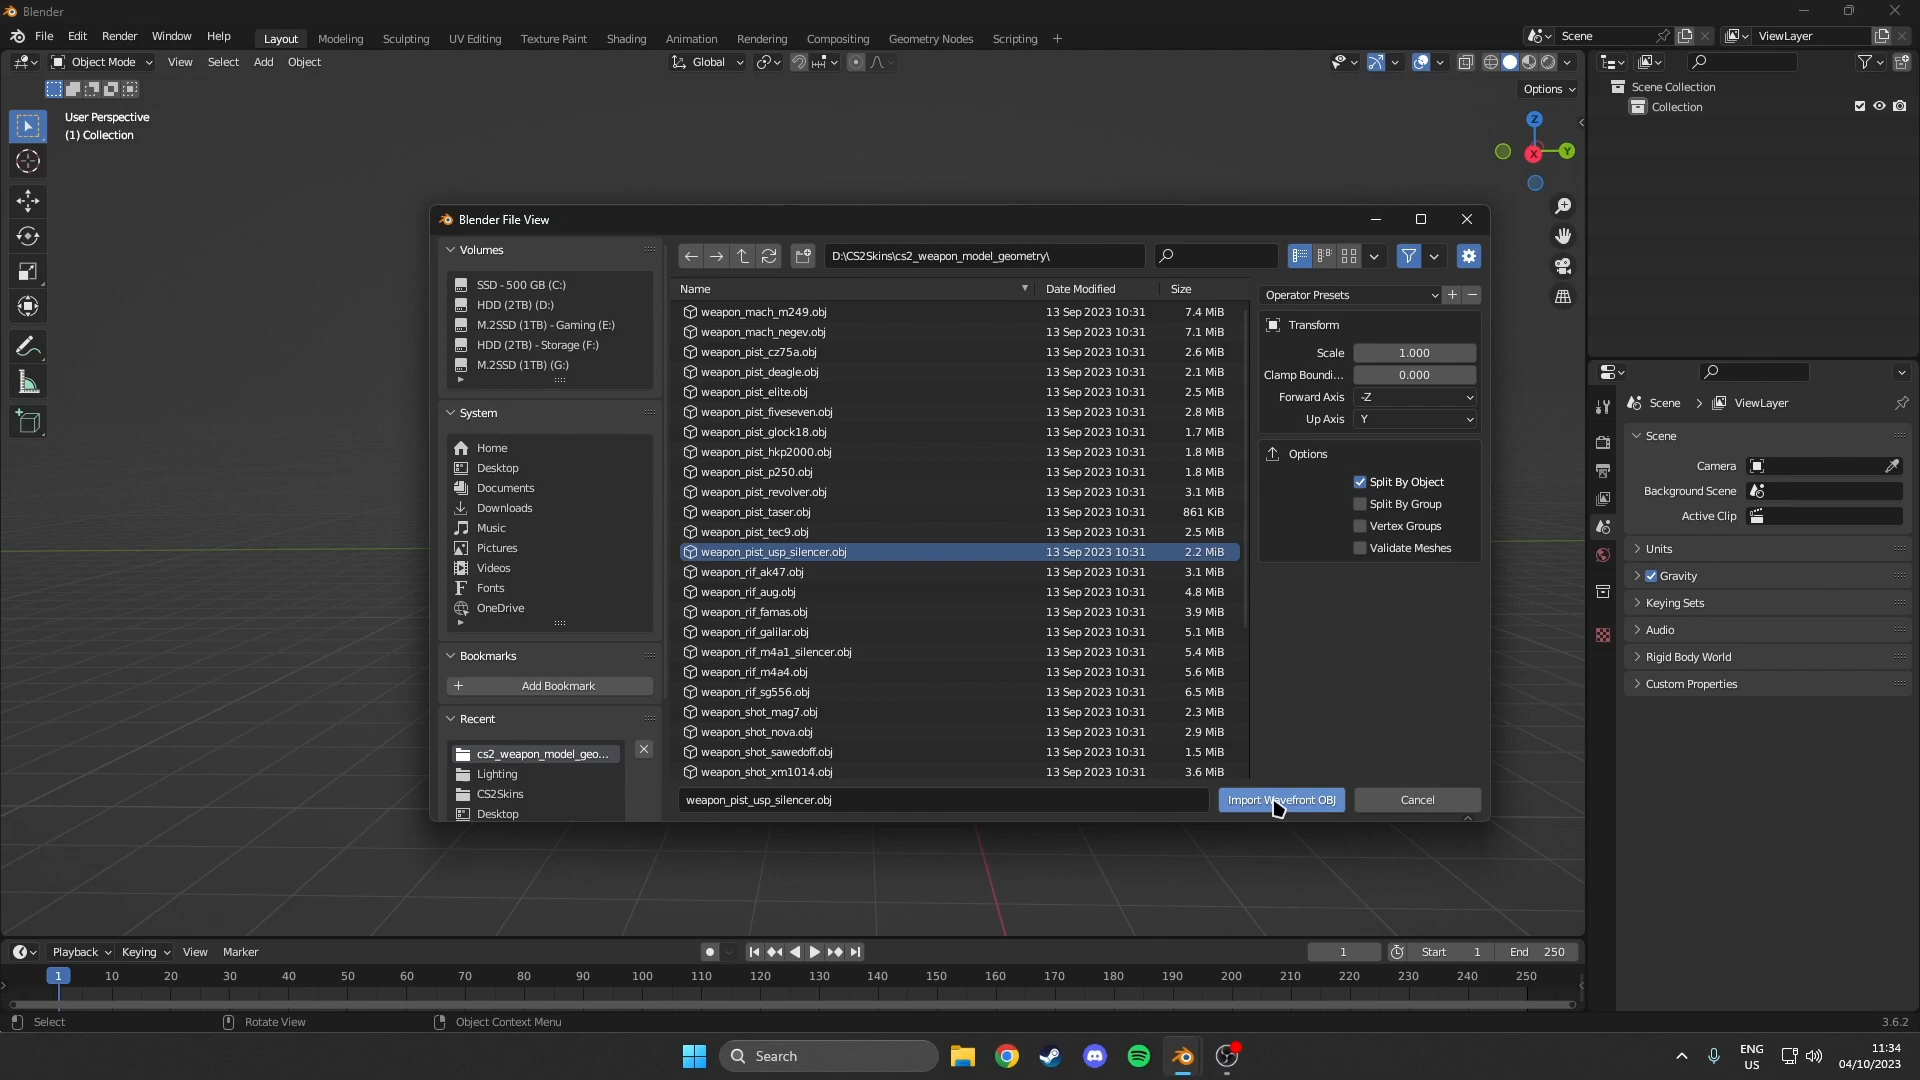 Blender
File Edit Render Window Help Layout Modeling Sculpting UV Editing Texture Paint Shading Animation Rendering Compositing Geometry Nodes Scripting + Scene ViewLayer
Object Mode View Select Add Object Global
Options
User Perspective
(1) Collection
Z
X Y
Scene Collection
Collection
Blender File View
Volumes
SSD - 500 GB (C:)
HDD (2TB) (D:)
M.2SSD (1TB) - Gaming (E:)
HDD (2TB) - Storage (F:)
M.2SSD (1TB) (G:)
System
Home
Desktop
Documents
Downloads
Music
Pictures
Videos
Fonts
OneDrive
Bookmarks
Add Bookmark
Recent
cs2_weapon_model_geo...
Lighting
CS2Skins
Desktop
D:\CS2Skins\cs2_weapon_model_geometry\
Name Date Modified Size
weapon_mach_m249.obj 13 Sep 2023 10:31 7.4 MiB
weapon_mach_negev.obj 13 Sep 2023 10:31 7.1 MiB
weapon_pist_cz75a.obj 13 Sep 2023 10:31 2.6 MiB
weapon_pist_deagle.obj 13 Sep 2023 10:31 2.1 MiB
weapon_pist_elite.obj 13 Sep 2023 10:31 2.5 MiB
weapon_pist_fiveseven.obj 13 Sep 2023 10:31 2.8 MiB
weapon_pist_glock18.obj 13 Sep 2023 10:31 1.7 MiB
weapon_pist_hkp2000.obj 13 Sep 2023 10:31 1.8 MiB
weapon_pist_p250.obj 13 Sep 2023 10:31 1.8 MiB
weapon_pist_revolver.obj 13 Sep 2023 10:31 3.1 MiB
weapon_pist_taser.obj 13 Sep 2023 10:31 861 KiB
weapon_pist_tec9.obj 13 Sep 2023 10:31 2.5 MiB
weapon_pist_usp_silencer.obj 13 Sep 2023 10:31 2.2 MiB
weapon_rif_ak47.obj 13 Sep 2023 10:31 3.1 MiB
weapon_rif_aug.obj 13 Sep 2023 10:31 4.8 MiB
weapon_rif_famas.obj 13 Sep 2023 10:31 3.9 MiB
weapon_rif_galilar.obj 13 Sep 2023 10:31 5.1 MiB
weapon_rif_m4a1_silencer.obj 13 Sep 2023 10:31 5.4 MiB
weapon_rif_m4a4.obj 13 Sep 2023 10:31 5.6 MiB
weapon_rif_sg556.obj 13 Sep 2023 10:31 6.5 MiB
weapon_shot_mag7.obj 13 Sep 2023 10:31 2.3 MiB
weapon_shot_nova.obj 13 Sep 2023 10:31 2.9 MiB
weapon_shot_sawedoff.obj 13 Sep 2023 10:31 1.5 MiB
weapon_shot_xm1014.obj 13 Sep 2023 10:31 3.6 MiB
weapon_pist_usp_silencer.obj
Import Wavefront OBJ Cancel
Operator Presets
Transform
Scale 1.000
Clamp Boundi... 0.000
Forward Axis -Z
Up Axis Y
Options
Split By Object
Split By Group
Vertex Groups
Validate Meshes
Scene ViewLayer
Scene
Camera
Background Scene
Active Clip
Units
Gravity
Keying Sets
Audio
Rigid Body World
Custom Properties
Playback Keying View Marker 1 Start 1 End 250
1 10 20 30 40 50 60 70 80 90 100 110 120 130 140 150 160 170 180 190 200 210 220 230 240 250
Select Rotate View Object Context Menu 3.6.2
Search
ENG
US
11:34
04/10/2023